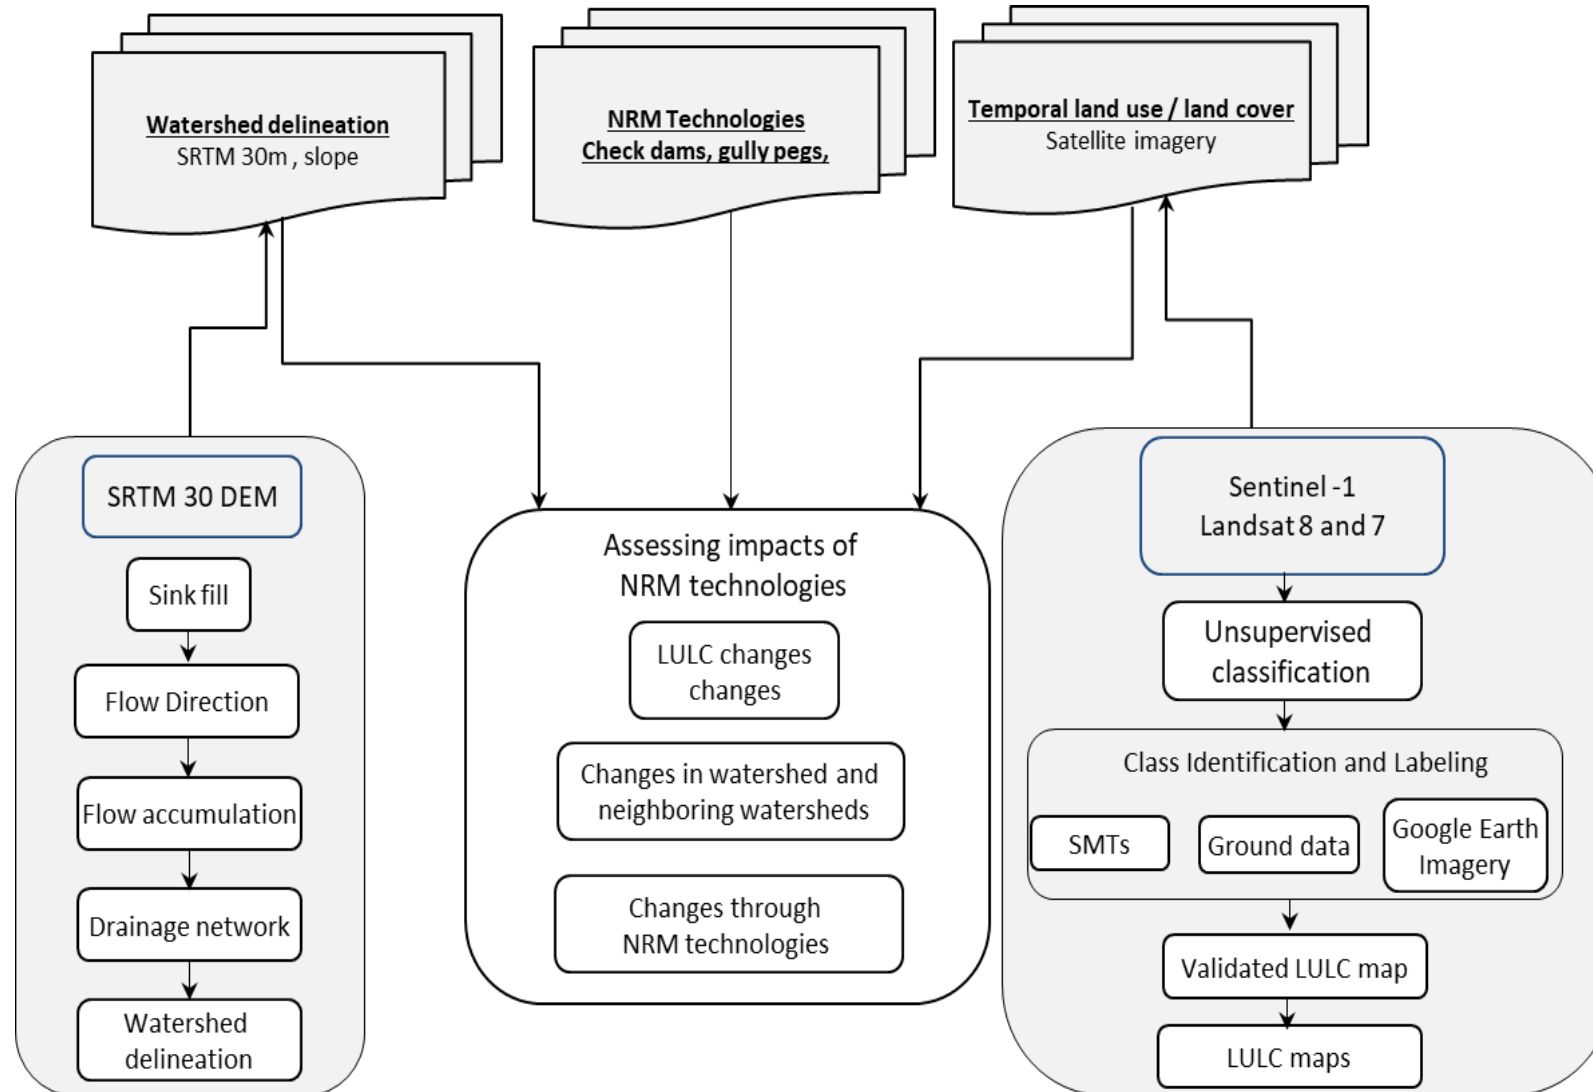 Watershed delineation
SRTM 30m , slope
NRM Technologies
Check dams, gully pegs,
Temporal land use / land cover
Satellite imagery
SRTM 30 DEM
Sink fill
Flow Direction
Flow accumulation
Drainage network
Watershed
delineation
Assessing impacts of
NRM technologies
LULC changes
changes
Changes in watershed and
neighboring watersheds
Changes through
NRM technologies
Sentinel -1
Landsat 8 and 7
Unsupervised
classification
Class Identification and Labeling
SMTs
Ground data
Google Earth
Imagery
Validated LULC map
LULC maps